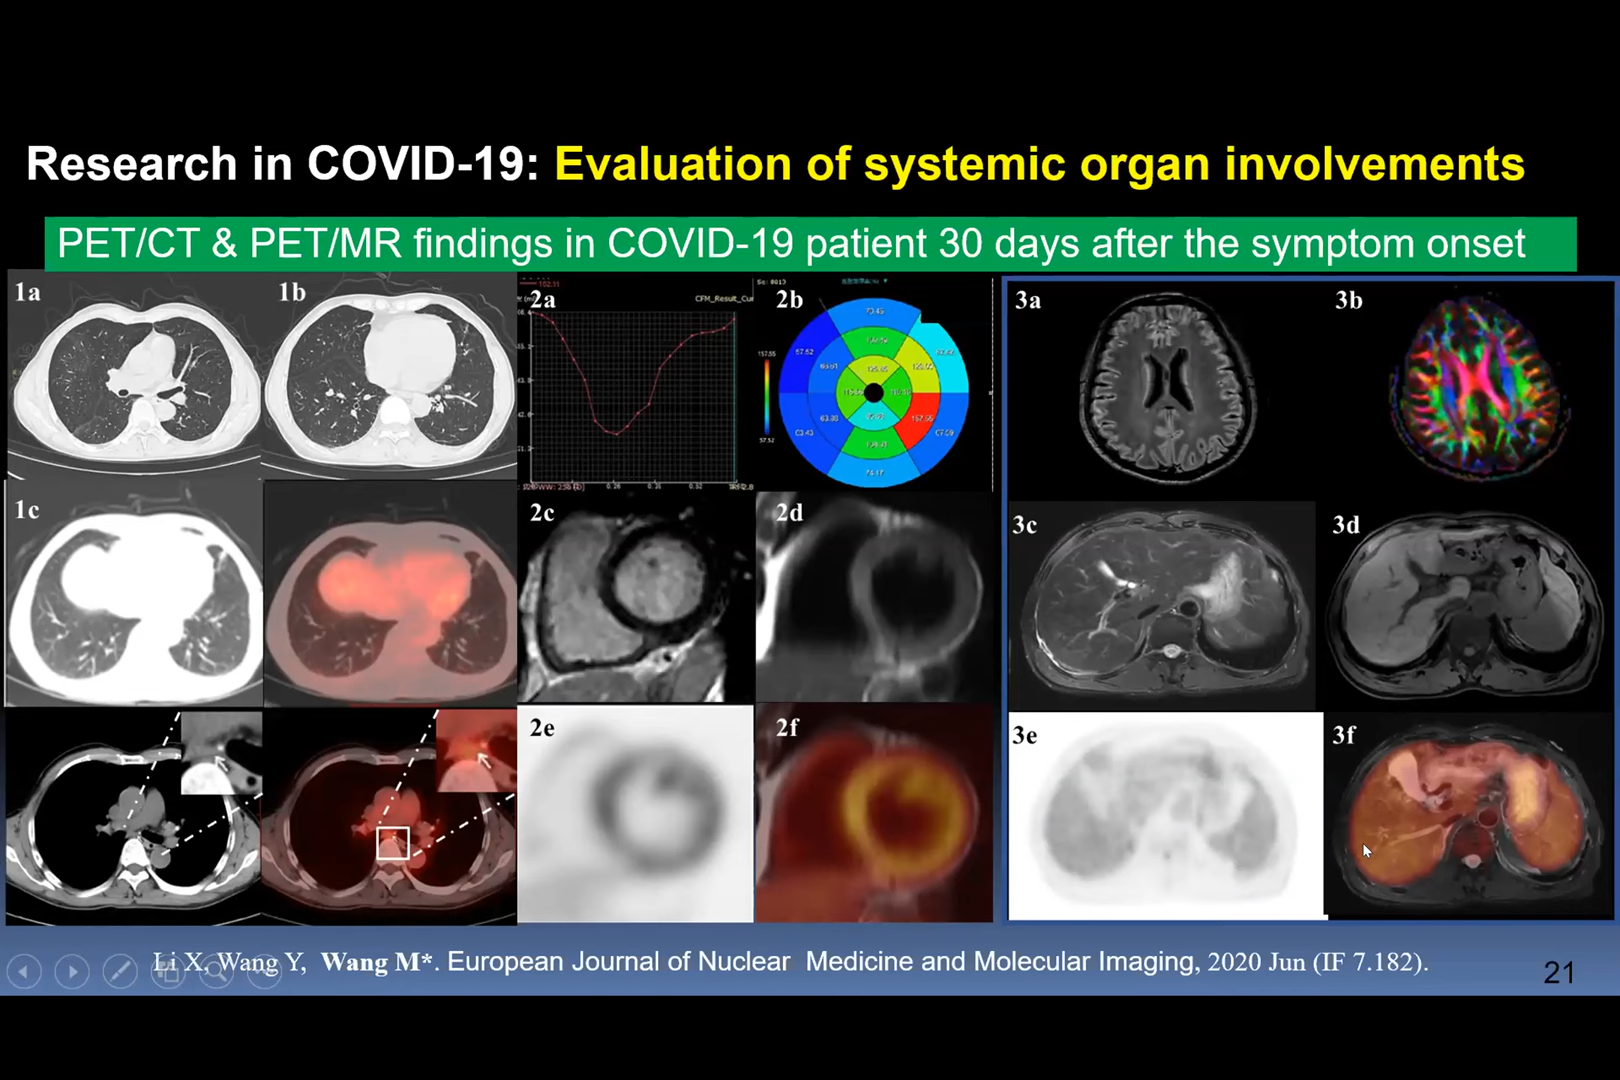 Research in COVID-19: Evaluation of systemic organ involvements
PET/CT & PET/MR findings in COVID-19 patient 30 days after the symptom onset
1a
1b
2a
CFM_Result_Cu
2b
3a
3b
1c
2c
2d
3c
3d
2e
2f
3e
3f
Li X, Wang Y, Wang M*. European Journal of Nuclear Medicine and Molecular Imaging, 2020 Jun (IF 7.182).
21